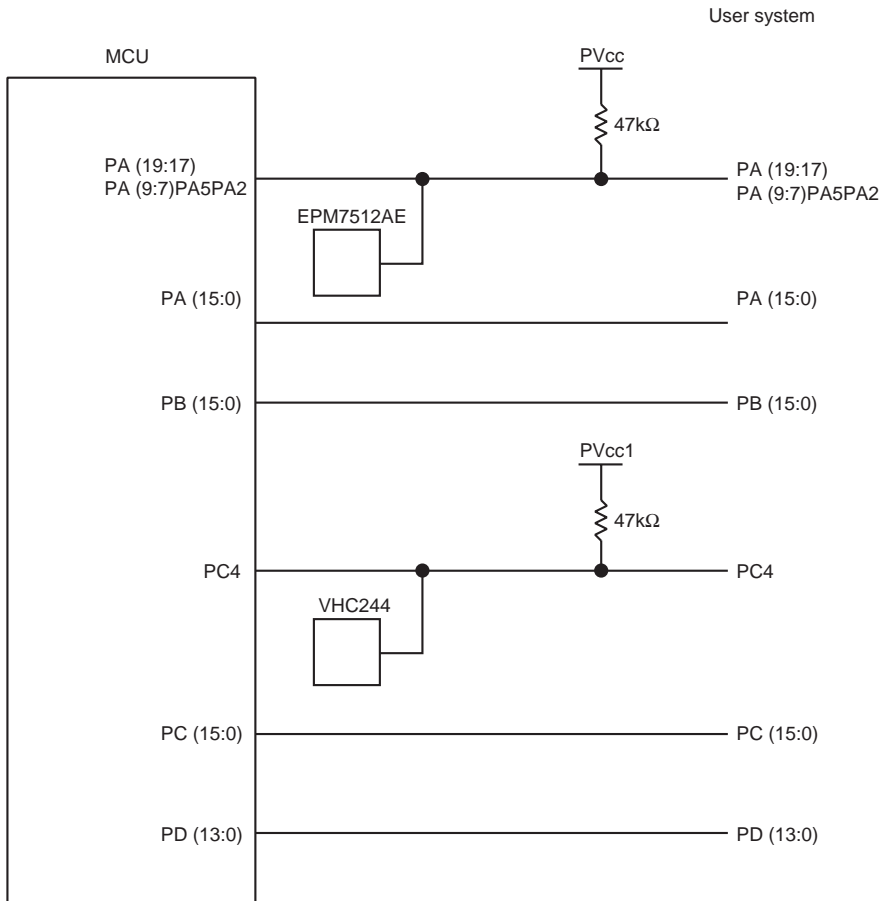 User system
MCU
PVcc
47kΩ
PA (19:17)
PA (9:7)PA5PA2
PA (19:17)
PA (9:7)PA5PA2
EPM7512AE
PA (15:0)
PA (15:0)
PB (15:0)
PB (15:0)
PVcc1
47kΩ
PC4
PC4
VHC244
PC (15:0)
PC (15:0)
PD (13:0)
PD (13:0)